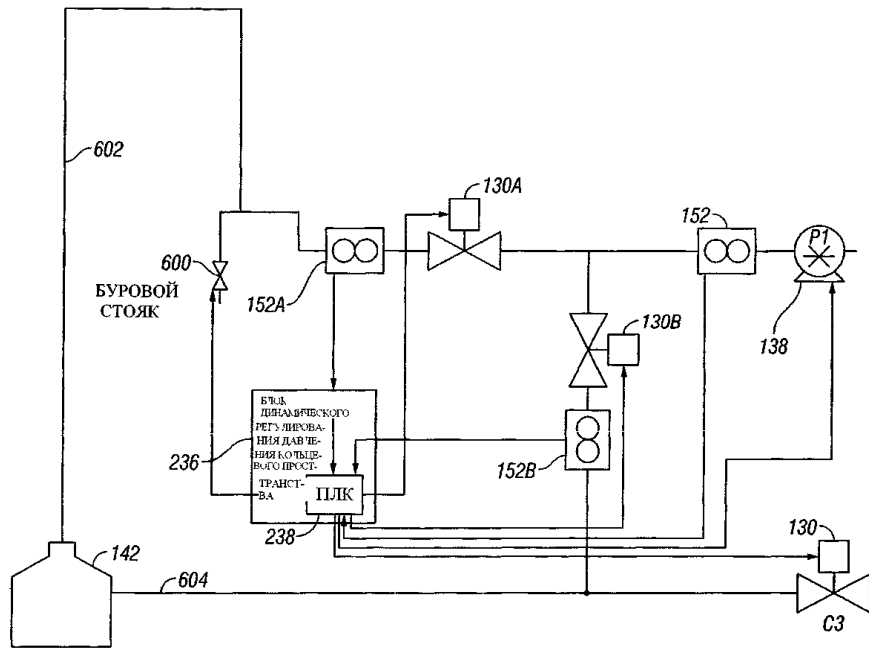 602
130A
152
P1
600
БУРОВОЙ
СТОЯК
152A
130B
138
БЛОК
ДИНАМИЧЕСКОГО
РЕГУЛИРОВА-
НИЯ ДАВЛЕ-
НИЯ КОЛЬЦЕ-
ВОГО ПРОСТ-
ТРАНСТ-
ВА
236
152B
ПЛК
238
130
142
604
C3